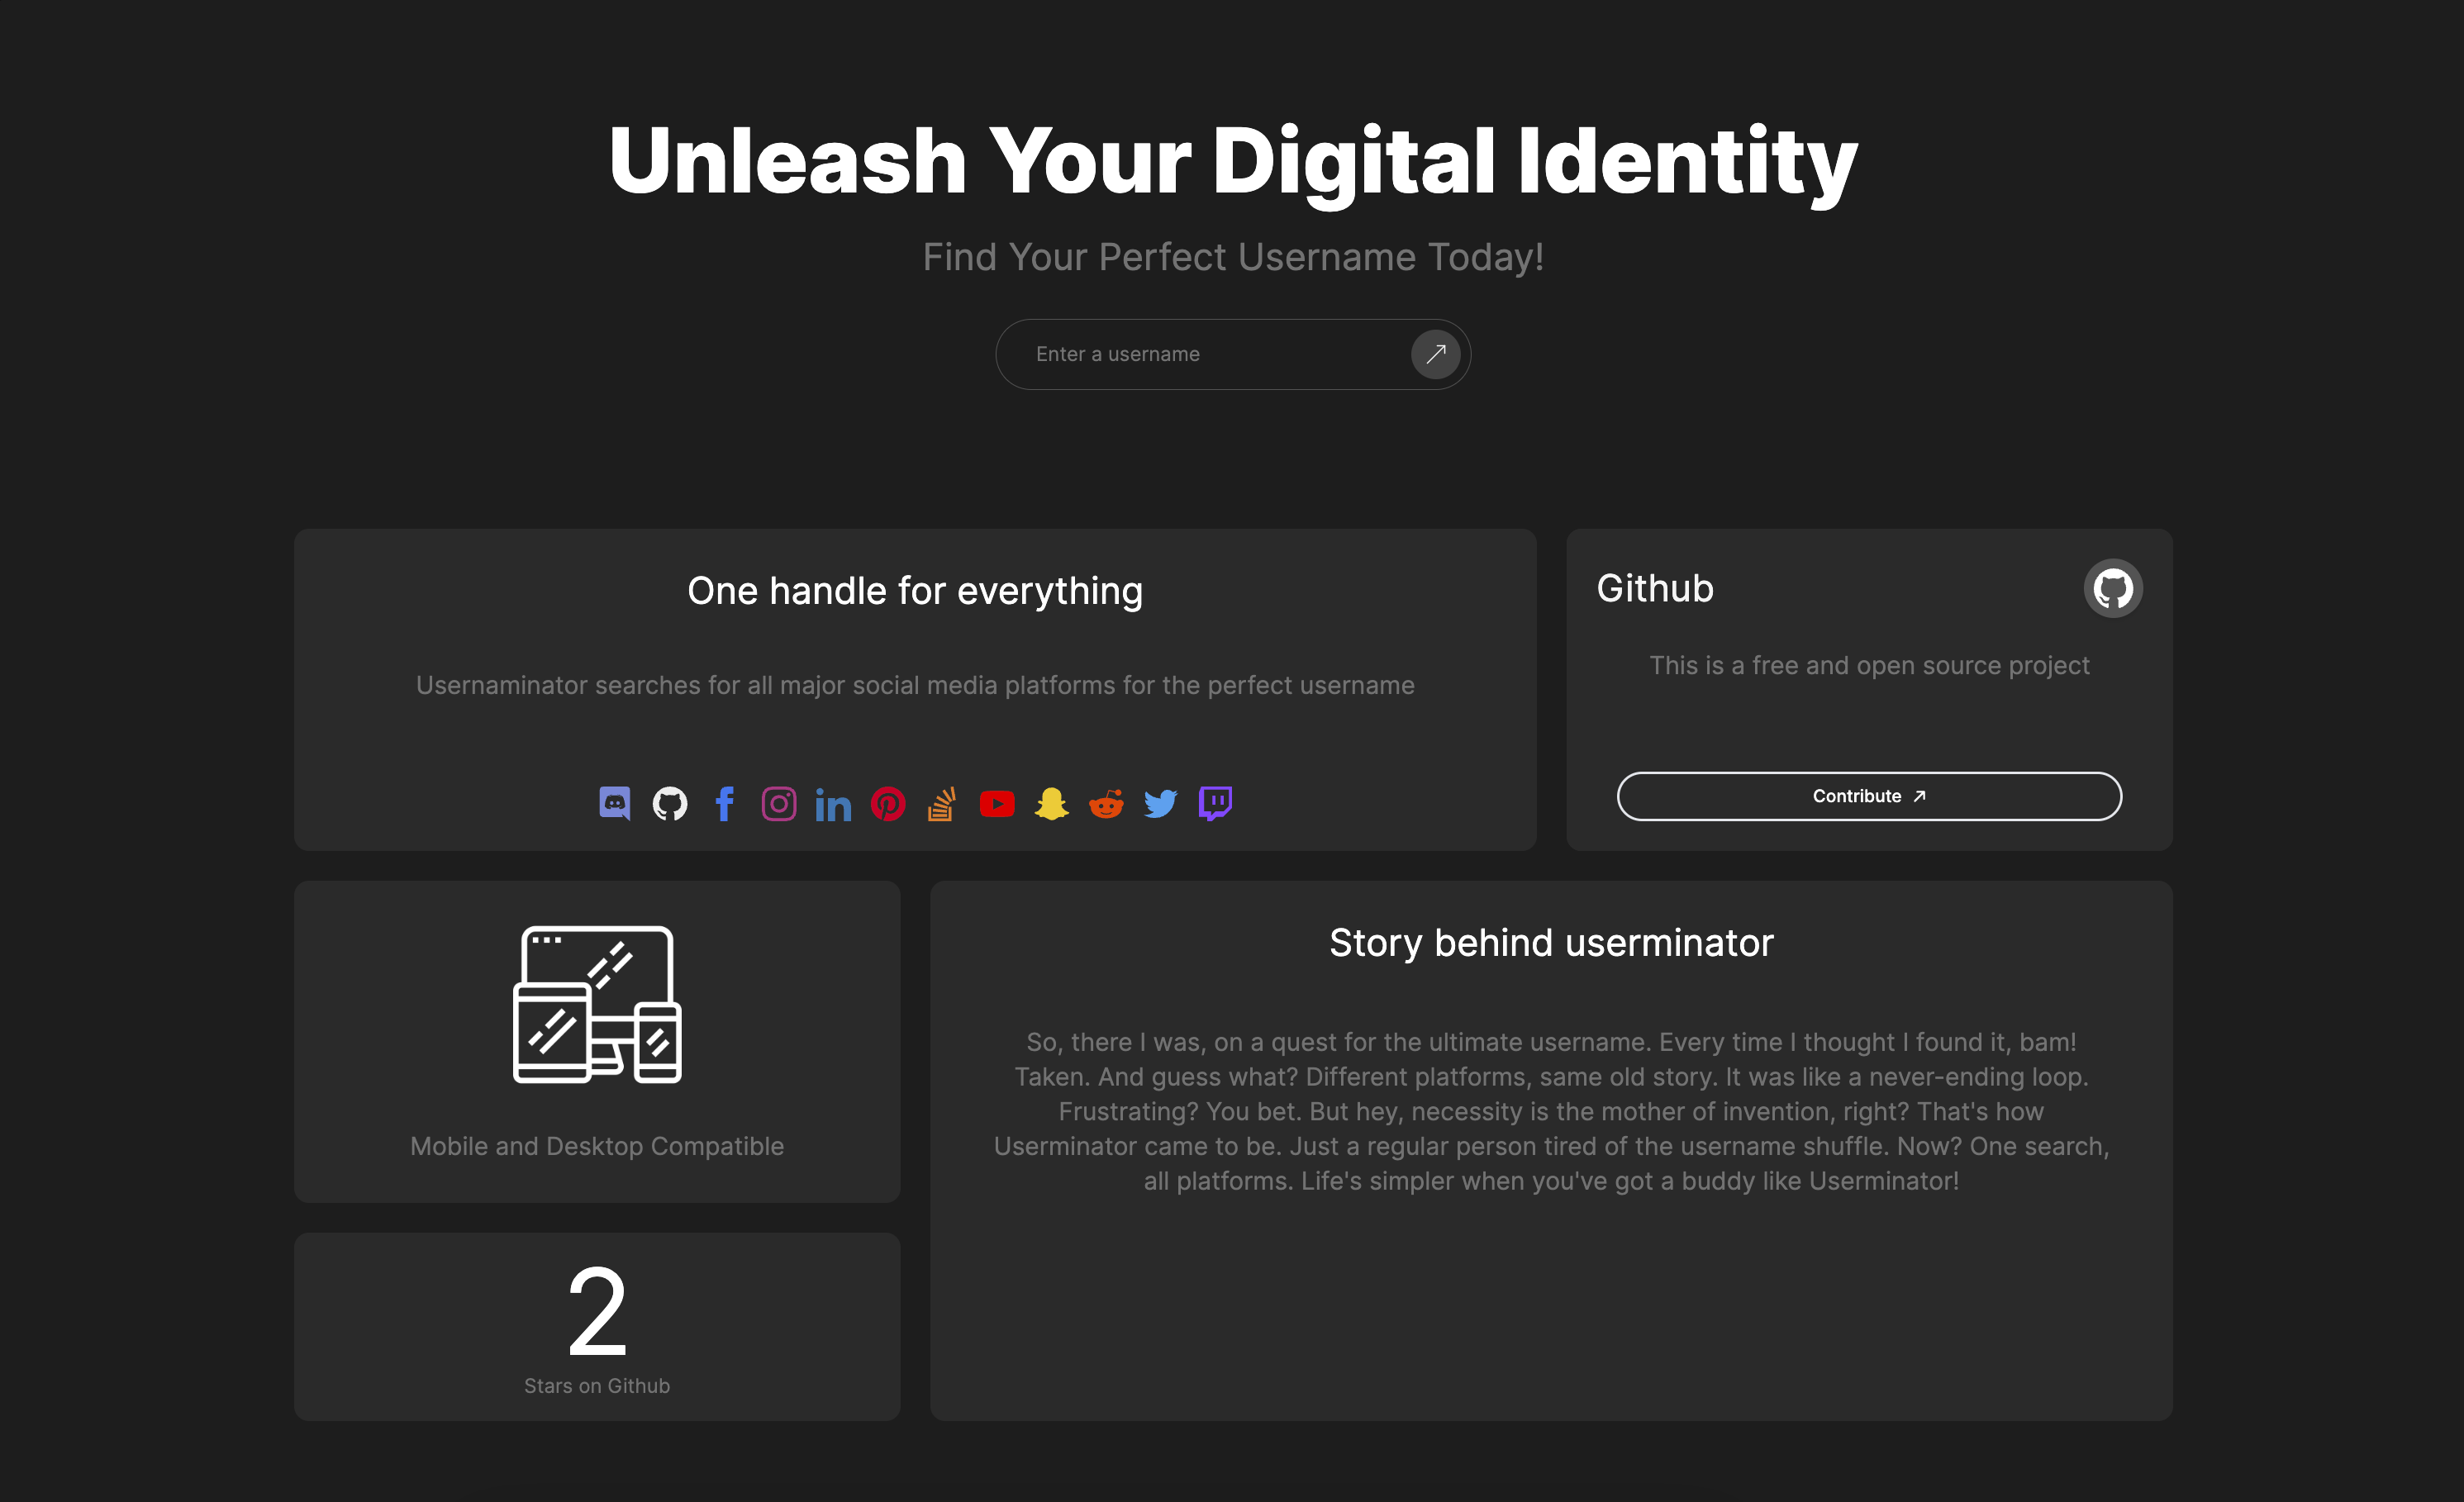 Unleash Your Digital Identity
Find Your Perfect Username Today!
Enter a username
One handle for everything
Usernaminator searches for all major social media platforms for the perfect username
Github
This is a free and open source project
Contribute
Mobile and Desktop Compatible
Story behind userminator
So, there I was, on a quest for the ultimate username. Every time I thought I found it, bam!
Taken. And guess what? Different platforms, same old story. It was like a never-ending loop.
Frustrating? You bet. But hey, necessity is the mother of invention, right? That's how
Userminator came to be. Just a regular person tired of the username shuffle. Now? One search,
all platforms. Life's simpler when you've got a buddy like Userminator!
2
Stars on Github